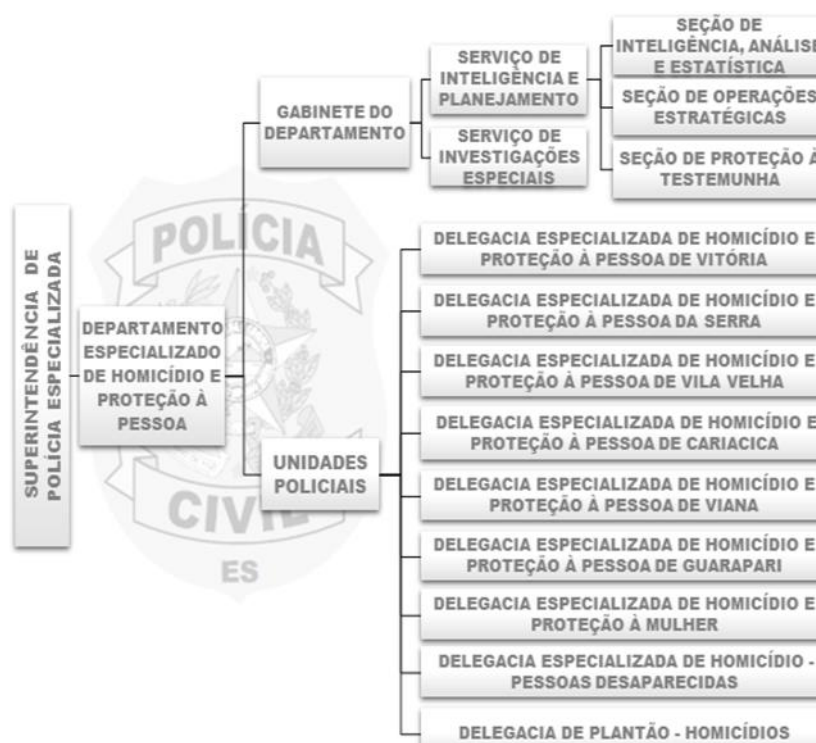 SUPERINTENDÊNCIA DE
POLÍCIA ESPECIALIZADA
DEPARTAMENTO
ESPECIALIZADO
DE HOMICÍDIO E
PROTEÇÃO À
PESSOA
GABINETE DO
DEPARTAMENTO
SERVIÇO DE
INTELIGÊNCIA E
PLANEJAMENTO
SEÇÃO DE
INTELIGÊNCIA, ANÁLISE
E ESTATÍSTICA
SEÇÃO DE OPERAÇÕES
ESTRATÉGICAS
SEÇÃO DE PROTEÇÃO À
TESTEMUNHA
SERVIÇO DE
INVESTIGAÇÕES
ESPECIAIS
UNIDADES
POLICIAIS
DELEGACIA ESPECIALIZADA DE HOMICÍDIO E
PROTEÇÃO À PESSOA DE VITÓRIA
DELEGACIA ESPECIALIZADA DE HOMICÍDIO E
PROTEÇÃO À PESSOA DA SERRA
DELEGACIA ESPECIALIZADA DE HOMICÍDIO E
PROTEÇÃO À PESSOA DE VILA VELHA
DELEGACIA ESPECIALIZADA DE HOMICÍDIO E
PROTEÇÃO À PESSOA DE CARIACICA
DELEGACIA ESPECIALIZADA DE HOMICÍDIO E
PROTEÇÃO À PESSOA DE VIANA
DELEGACIA ESPECIALIZADA DE HOMICÍDIO E
PROTEÇÃO À PESSOA DE GUARAPARI
DELEGACIA ESPECIALIZADA DE HOMICÍDIO E
PROTEÇÃO À MULHER
DELEGACIA ESPECIALIZADA DE HOMICÍDIO -
PESSOAS DESAPARECIDAS
DELEGACIA DE PLANTÃO - HOMICÍDIOS
POLÍCIA
CIVIL
ES